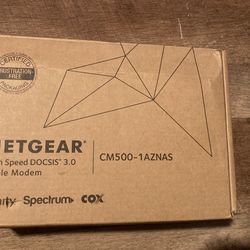 CERTIFIED
FRUSTRATION-FREE
PACKAGING
NETGEAR®
Speed DOCSIS® 3.0
Modem
CM500-1AZNAS
Spectrum
COX